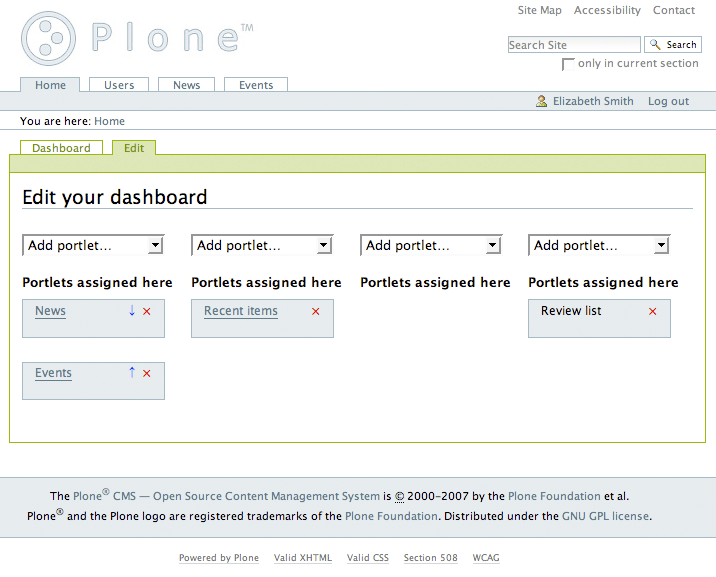 Site Map Accessibility Contact
Plone™
Search Site Search
only in current section
Home Users News Events
Elizabeth Smith Log out
You are here: Home
Dashboard Edit
Edit your dashboard
Add portlet... Add portlet... Add portlet... Add portlet...
Portlets assigned here Portlets assigned here Portlets assigned here Portlets assigned here
News ↓ × Recent items × Review list ×
Events ↑ ×
The Plone® CMS — Open Source Content Management System is © 2000-2007 by the Plone Foundation et al.
Plone® and the Plone logo are registered trademarks of the Plone Foundation. Distributed under the GNU GPL license.
Powered by Plone Valid XHTML Valid CSS Section 508 WCAG